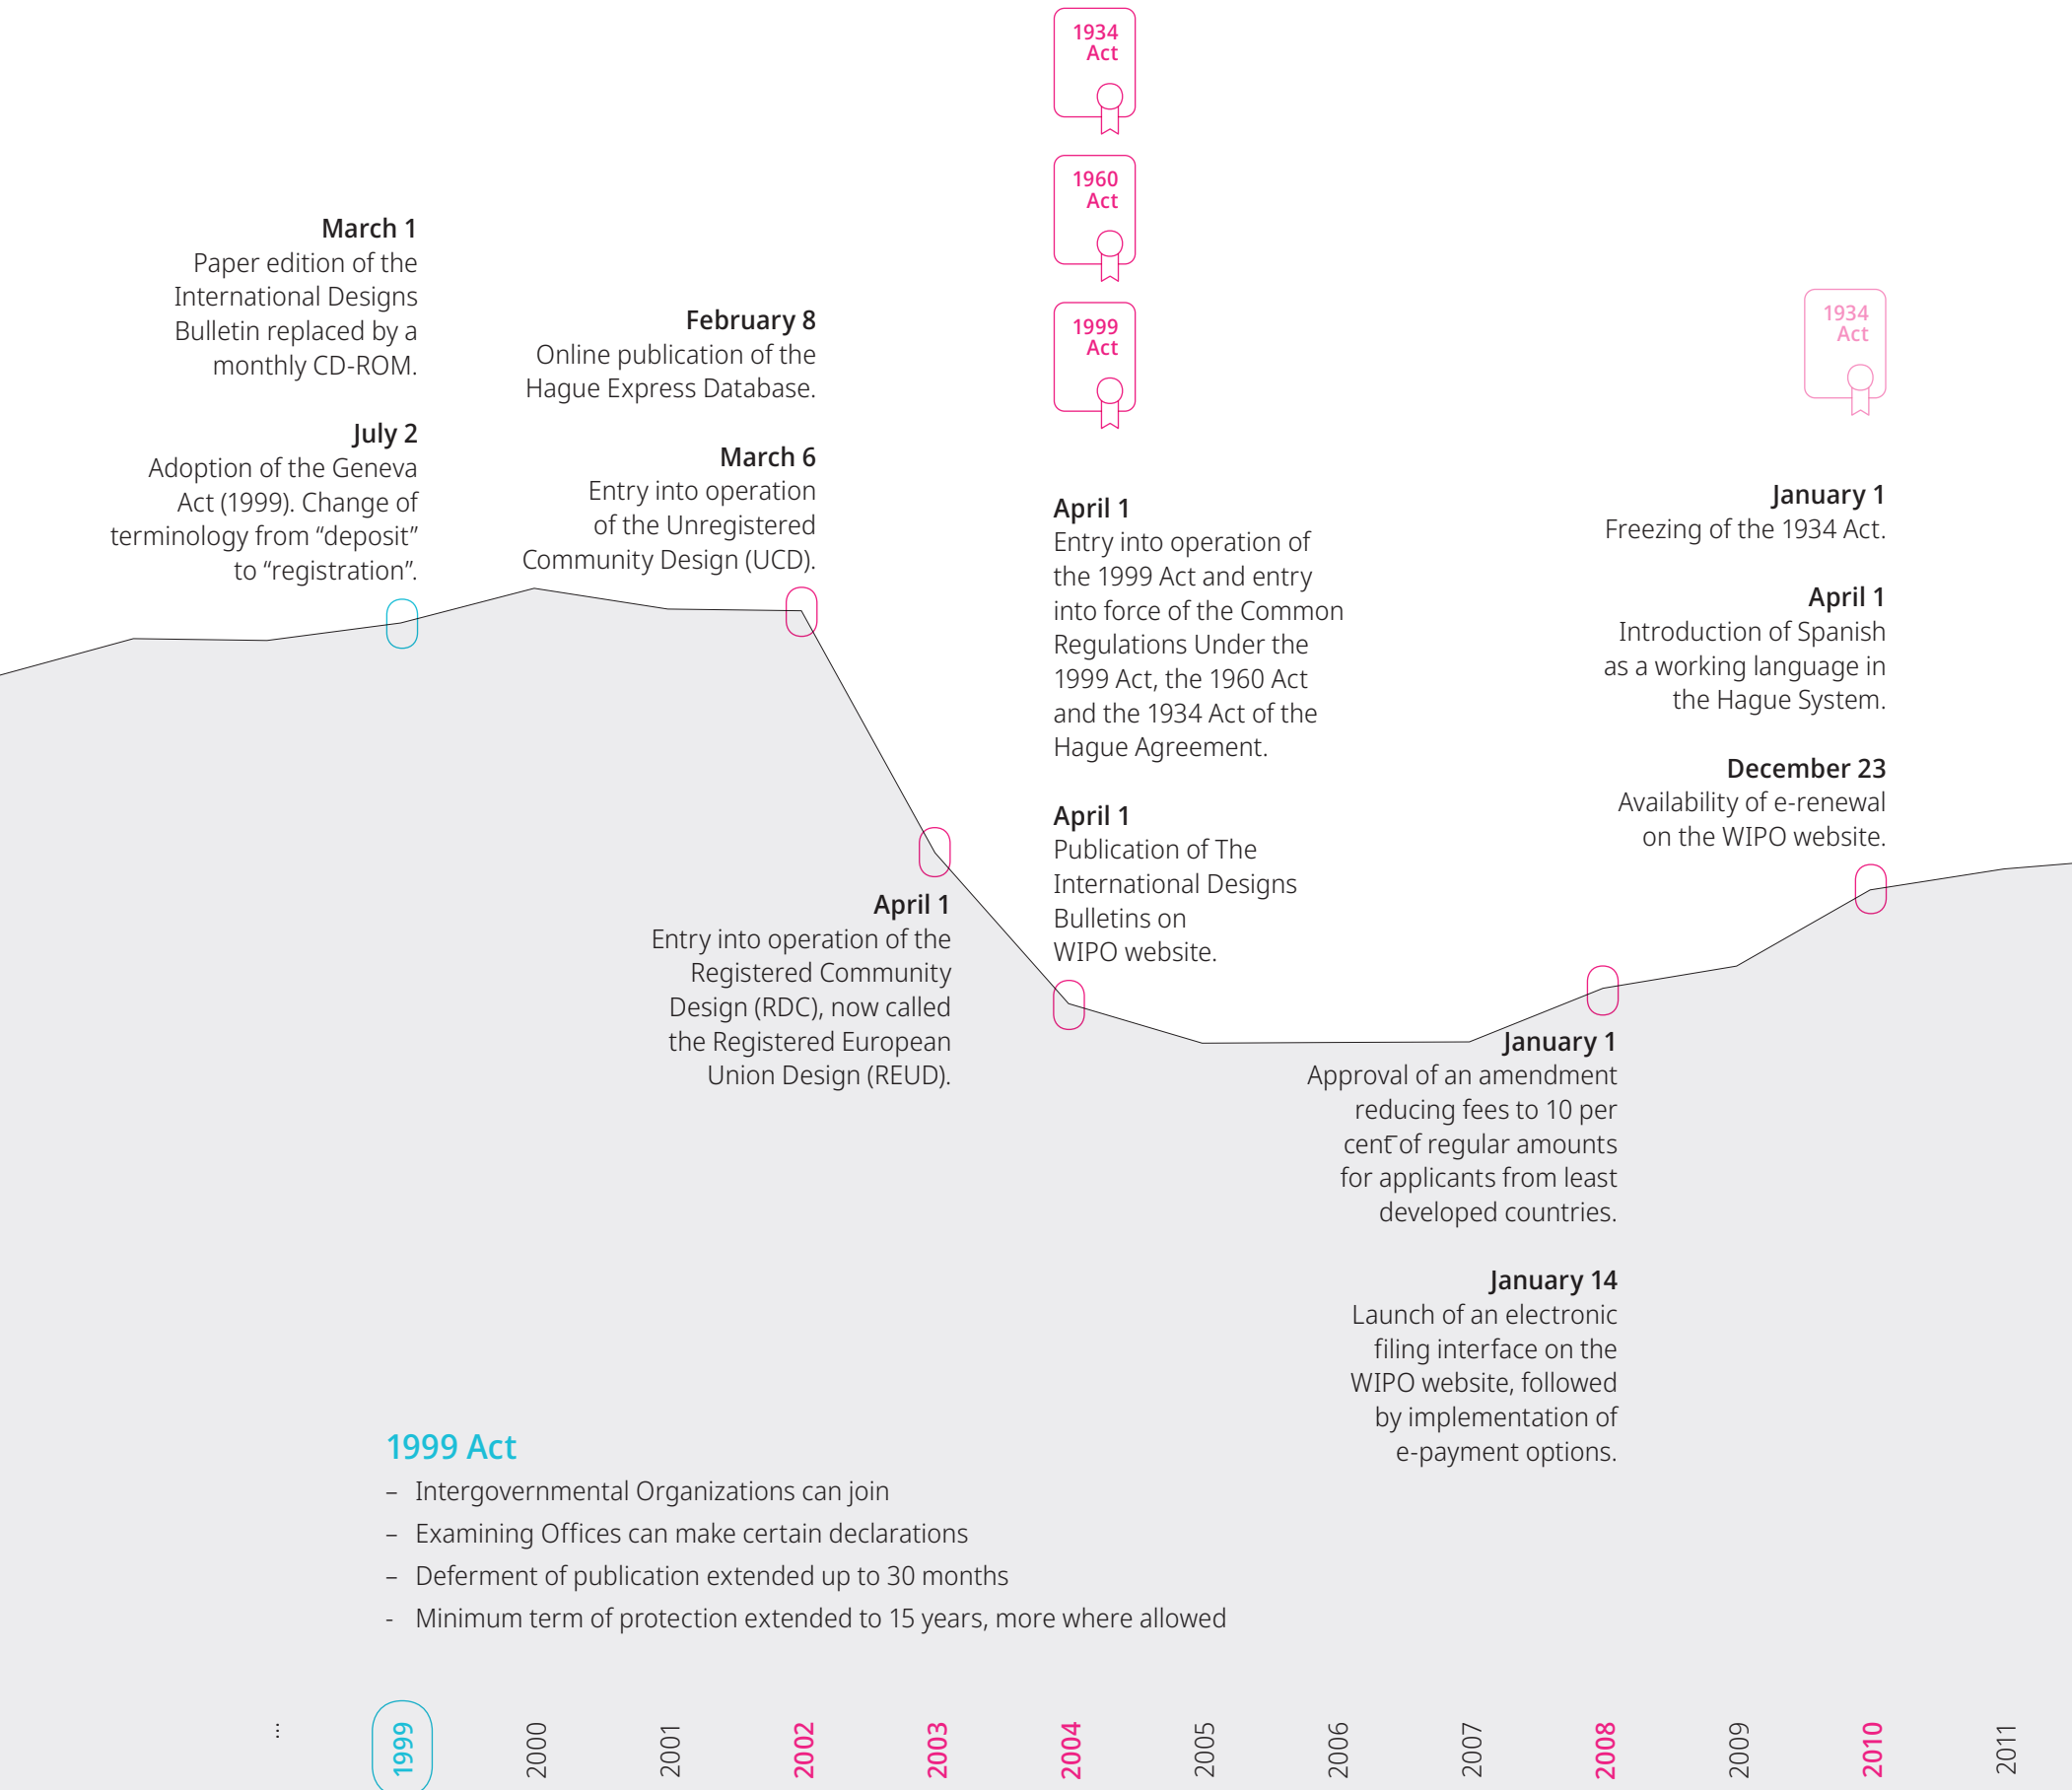 March 1
Paper edition of the
International Designs
Bulletin replaced by a
monthly CD-ROM.
July 2
Adoption of the Geneva
Act (1999). Change of
terminology from “deposit”
to “registration”.
February 8
Online publication of the
Hague Express Database.
March 6
Entry into operation
of the Unregistered
Community Design (UCD).
April 1
Entry into operation of the
Registered Community
Design (RDC), now called
the Registered European
Union Design (REUD).
1934
Act
1960
Act
1999
Act
April 1
Entry into operation of
the 1999 Act and entry
into force of the Common
Regulations Under the
1999 Act, the 1960 Act
and the 1934 Act of the
Hague Agreement.
April 1
Publication of The
International Designs
Bulletins on
WIPO website.
January 1
Approval of an amendment
reducing fees to 10 per
cent of regular amounts
for applicants from least
developed countries.
January 14
Launch of an electronic
filing interface on the
WIPO website, followed
by implementation of
e-payment options.
1934
Act
January 1
Freezing of the 1934 Act.
April 1
Introduction of Spanish
as a working language in
the Hague System.
December 23
Availability of e-renewal
on the WIPO website.
1999 Act
– Intergovernmental Organizations can join
– Examining Offices can make certain declarations
– Deferment of publication extended up to 30 months
- Minimum term of protection extended to 15 years, more where allowed
...
1999
2000
2001
2002
2003
2004
2005
2006
2007
2008
2009
2010
2011